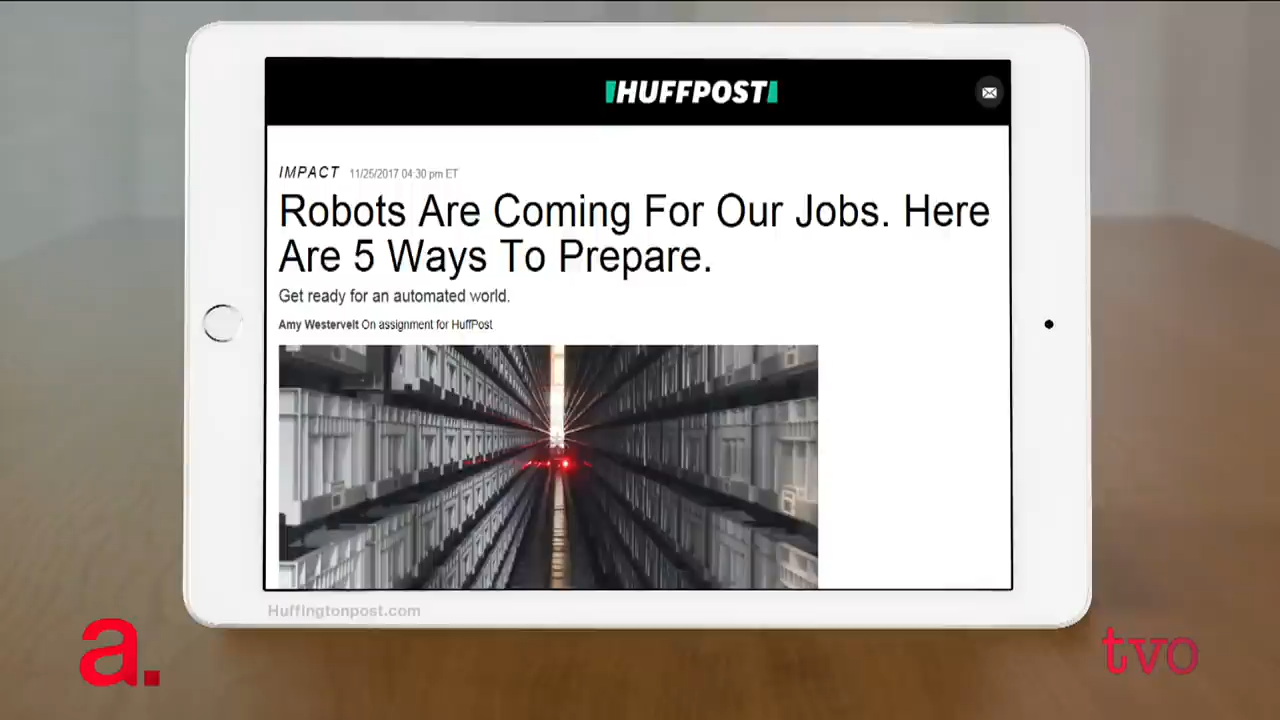 HUFFPOST
IMPACT 11/25/2017 04:30 pm ET
Robots Are Coming For Our Jobs. Here
Are 5 Ways To Prepare.
Get ready for an automated world.
Amy Westervelt On assignment for HuffPost
Huffingtonpost.com
a.
tvo